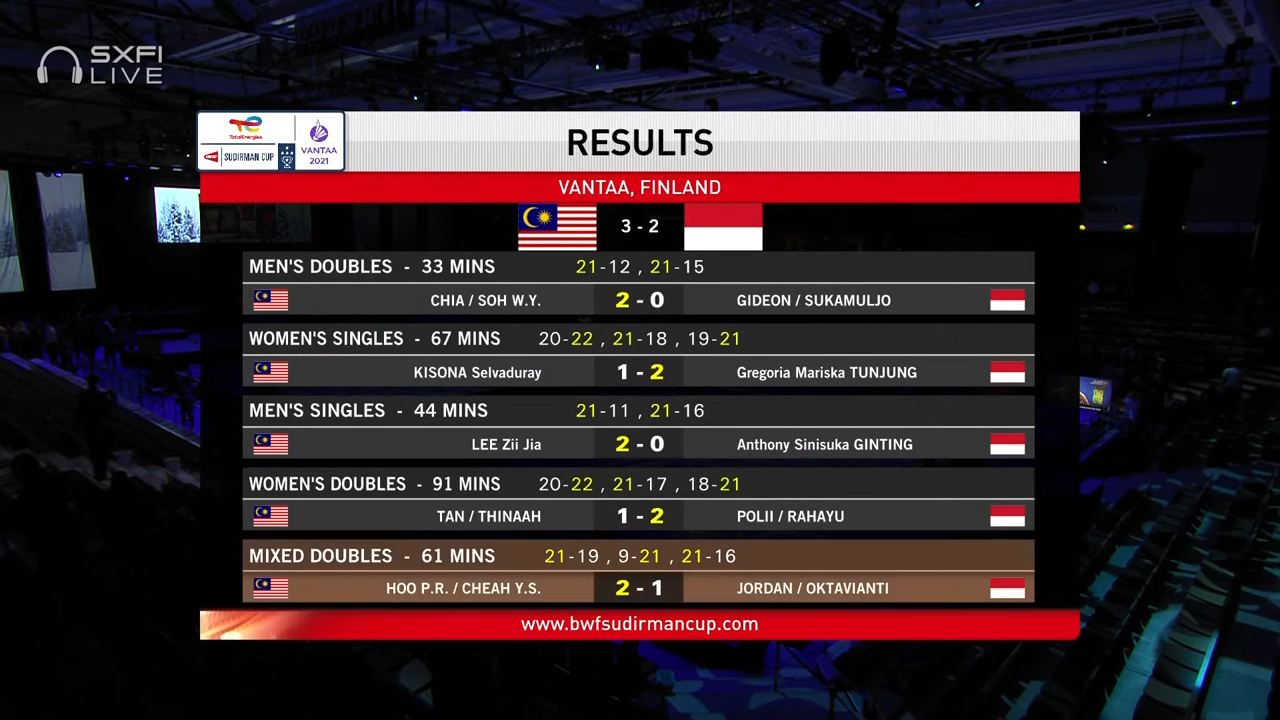 SXFI
LIVE
TotalEnergies
SUDIRMAN CUP
VANTAA
2021
RESULTS
VANTAA, FINLAND
3 - 2
MEN'S DOUBLES - 33 MINS 21-12 , 21-15
CHIA / SOH W.Y. 2 - 0 GIDEON / SUKAMULJO
WOMEN'S SINGLES - 67 MINS 20-22 , 21-18 , 19-21
KISONA Selvaduray 1 - 2 Gregoria Mariska TUNJUNG
MEN'S SINGLES - 44 MINS 21-11 , 21-16
LEE Zii Jia 2 - 0 Anthony Sinisuka GINTING
WOMEN'S DOUBLES - 91 MINS 20-22 , 21-17 , 18-21
TAN / THINAAH 1 - 2 POLII / RAHAYU
MIXED DOUBLES - 61 MINS 21-19 , 9-21 , 21-16
HOO P.R. / CHEAH Y.S. 2 - 1 JORDAN / OKTAVIANTI
www.bwfsudirmancup.com